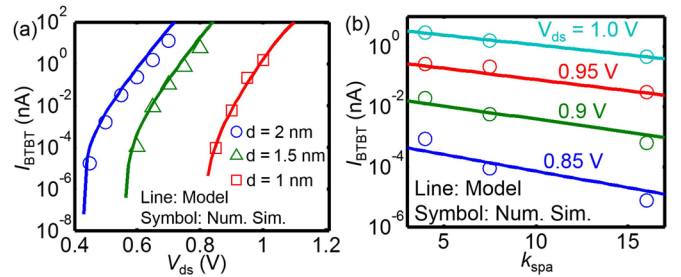 (a)
I_BTBT (nA)
10^2
10^0
10^-2
10^-4
10^-6
10^-8
d = 2 nm
d = 1.5 nm
d = 1 nm
Line: Model
Symbol: Num. Sim.
0.4 0.6 0.8 1 1.2
V_ds (V)
(b)
I_BTBT (nA)
10^0
10^-2
10^-4
10^-6
V_ds = 1.0 V
0.95 V
0.9 V
0.85 V
Line: Model
Symbol: Num. Sim.
5 10 15
k_spa